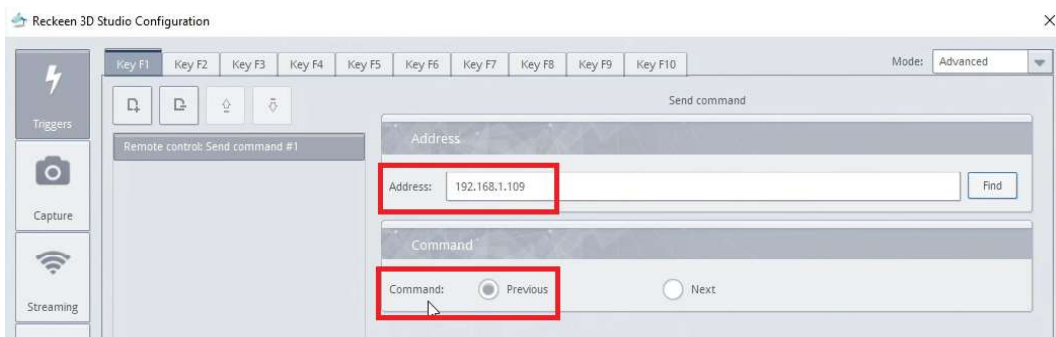 Reckeen 3D Studio Configuration
Key F1 Key F2 Key F3 Key F4 Key F5 Key F6 Key F7 Key F8 Key F9 Key F10 Mode: Advanced
Triggers
Send command
Remote control: Send command #1
Address
Address: 192.168.1.109 Find
Capture
Command
Command: Previous Next
Streaming